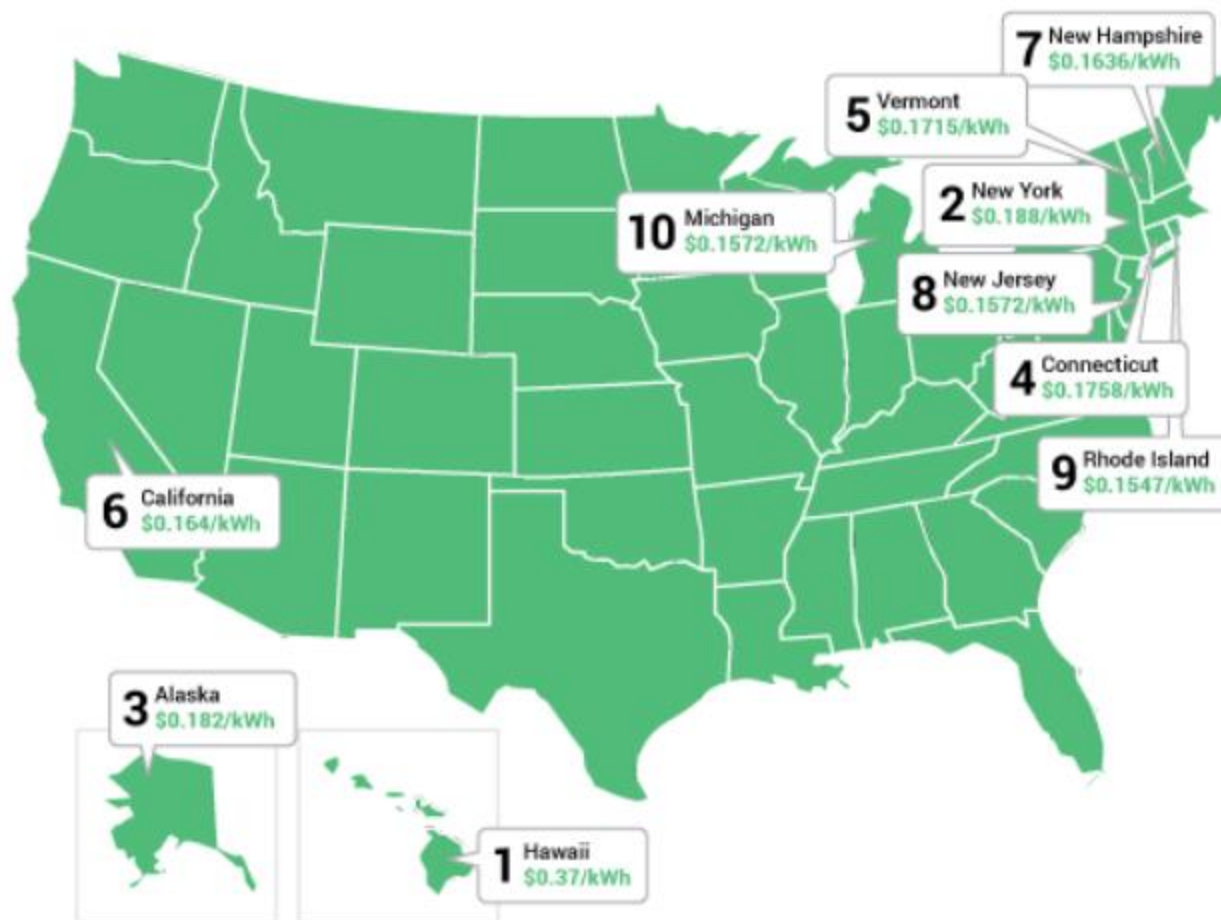 7 New Hampshire
$0.1636/kWh
5 Vermont
$0.1715/kWh
2 New York
$0.188/kWh
10 Michigan
$0.1572/kWh
8 New Jersey
$0.1572/kWh
4 Connecticut
$0.1758/kWh
9 Rhode Island
$0.1547/kWh
6 California
$0.164/kWh
3 Alaska
$0.182/kWh
1 Hawaii
$0.37/kWh